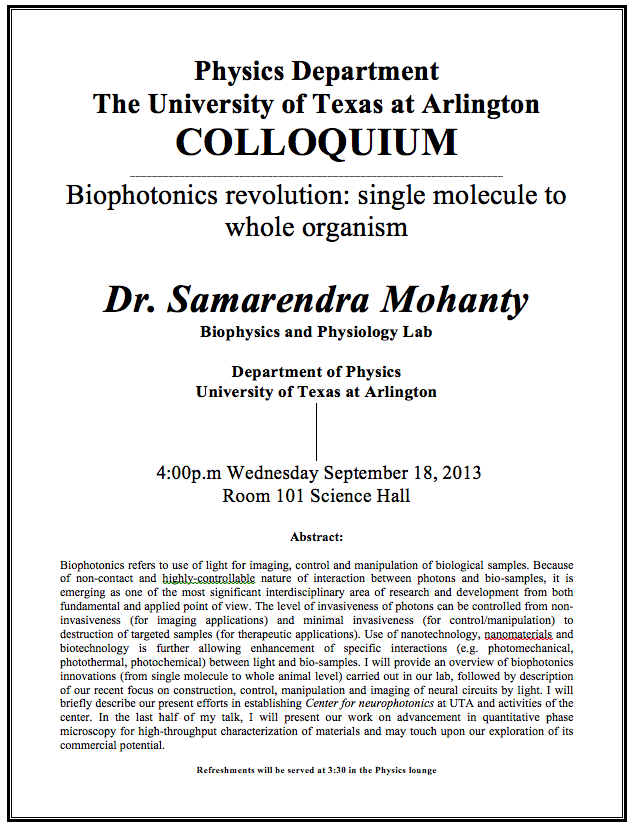 Physics Department
The University of Texas at Arlington
COLLOQUIUM
Biophotonics revolution: single molecule to
whole organism
Dr. Samarendra Mohanty
Biophysics and Physiology Lab
Department of Physics
University of Texas at Arlington
4:00p.m Wednesday September 18, 2013
Room 101 Science Hall
Abstract:
Biophotonics refers to use of light for imaging, control and manipulation of biological samples. Because
of non-contact and highly-controllable nature of interaction between photons and bio-samples, it is
emerging as one of the most significant interdisciplinary area of research and development from both
fundamental and applied point of view. The level of invasiveness of photons can be controlled from non-
invasiveness (for imaging applications) and minimal invasiveness (for control/manipulation) to
destruction of targeted samples (for therapeutic applications). Use of nanotechnology, nanomaterials and
biotechnology is further allowing enhancement of specific interactions (e.g. photomechanical,
photothermal, photochemical) between light and bio-samples. I will provide an overview of biophotonics
innovations (from single molecule to whole animal level) carried out in our lab, followed by description
of our recent focus on construction, control, manipulation and imaging of neural circuits by light. I will
briefly describe our present efforts in establishing Center for neurophotonics at UTA and activities of the
center. In the last half of my talk, I will present our work on advancement in quantitative phase
microscopy for high-throughput characterization of materials and may touch upon our exploration of its
commercial potential.
Refreshments will be served at 3:30 in the Physics lounge